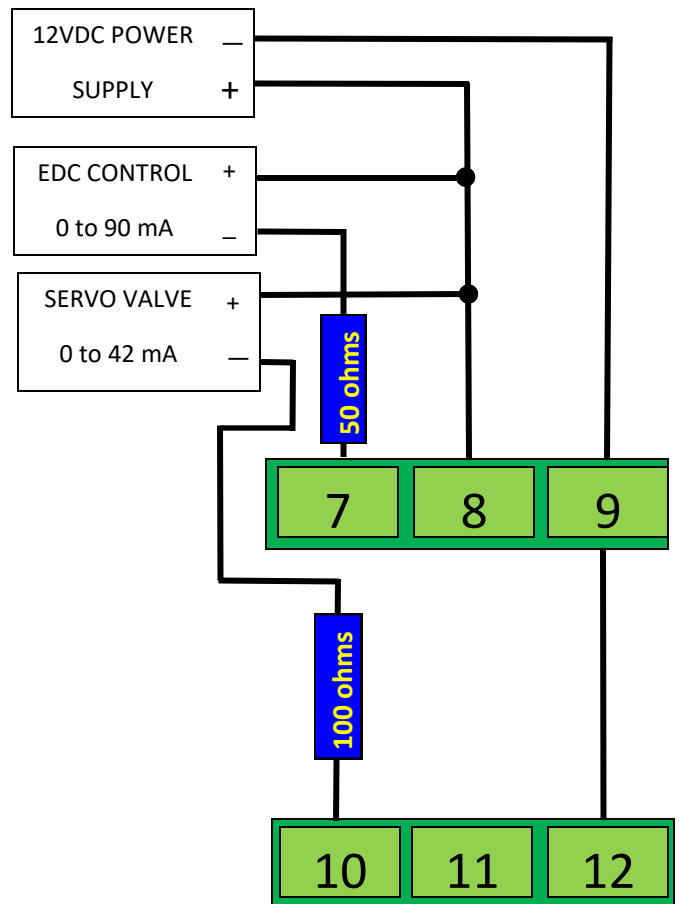 12VDC POWER —
SUPPLY +
EDC CONTROL +
0 to 90 mA –
SERVO VALVE +
0 to 42 mA —
50 ohms
7 8 9
100 ohms
10 11 12